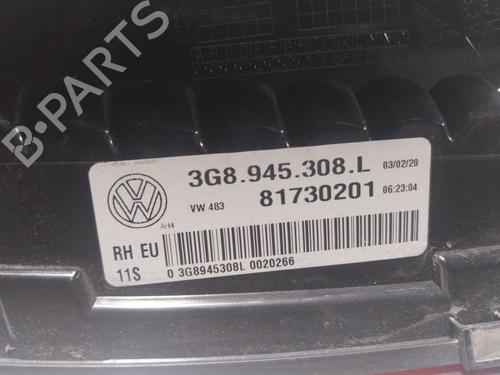 B-PARTS
3G8.945.308.L 03/02/20
VW 483 81730201 06:23:04
AH4
RH EU
11S 0 3G8945308L 0020266